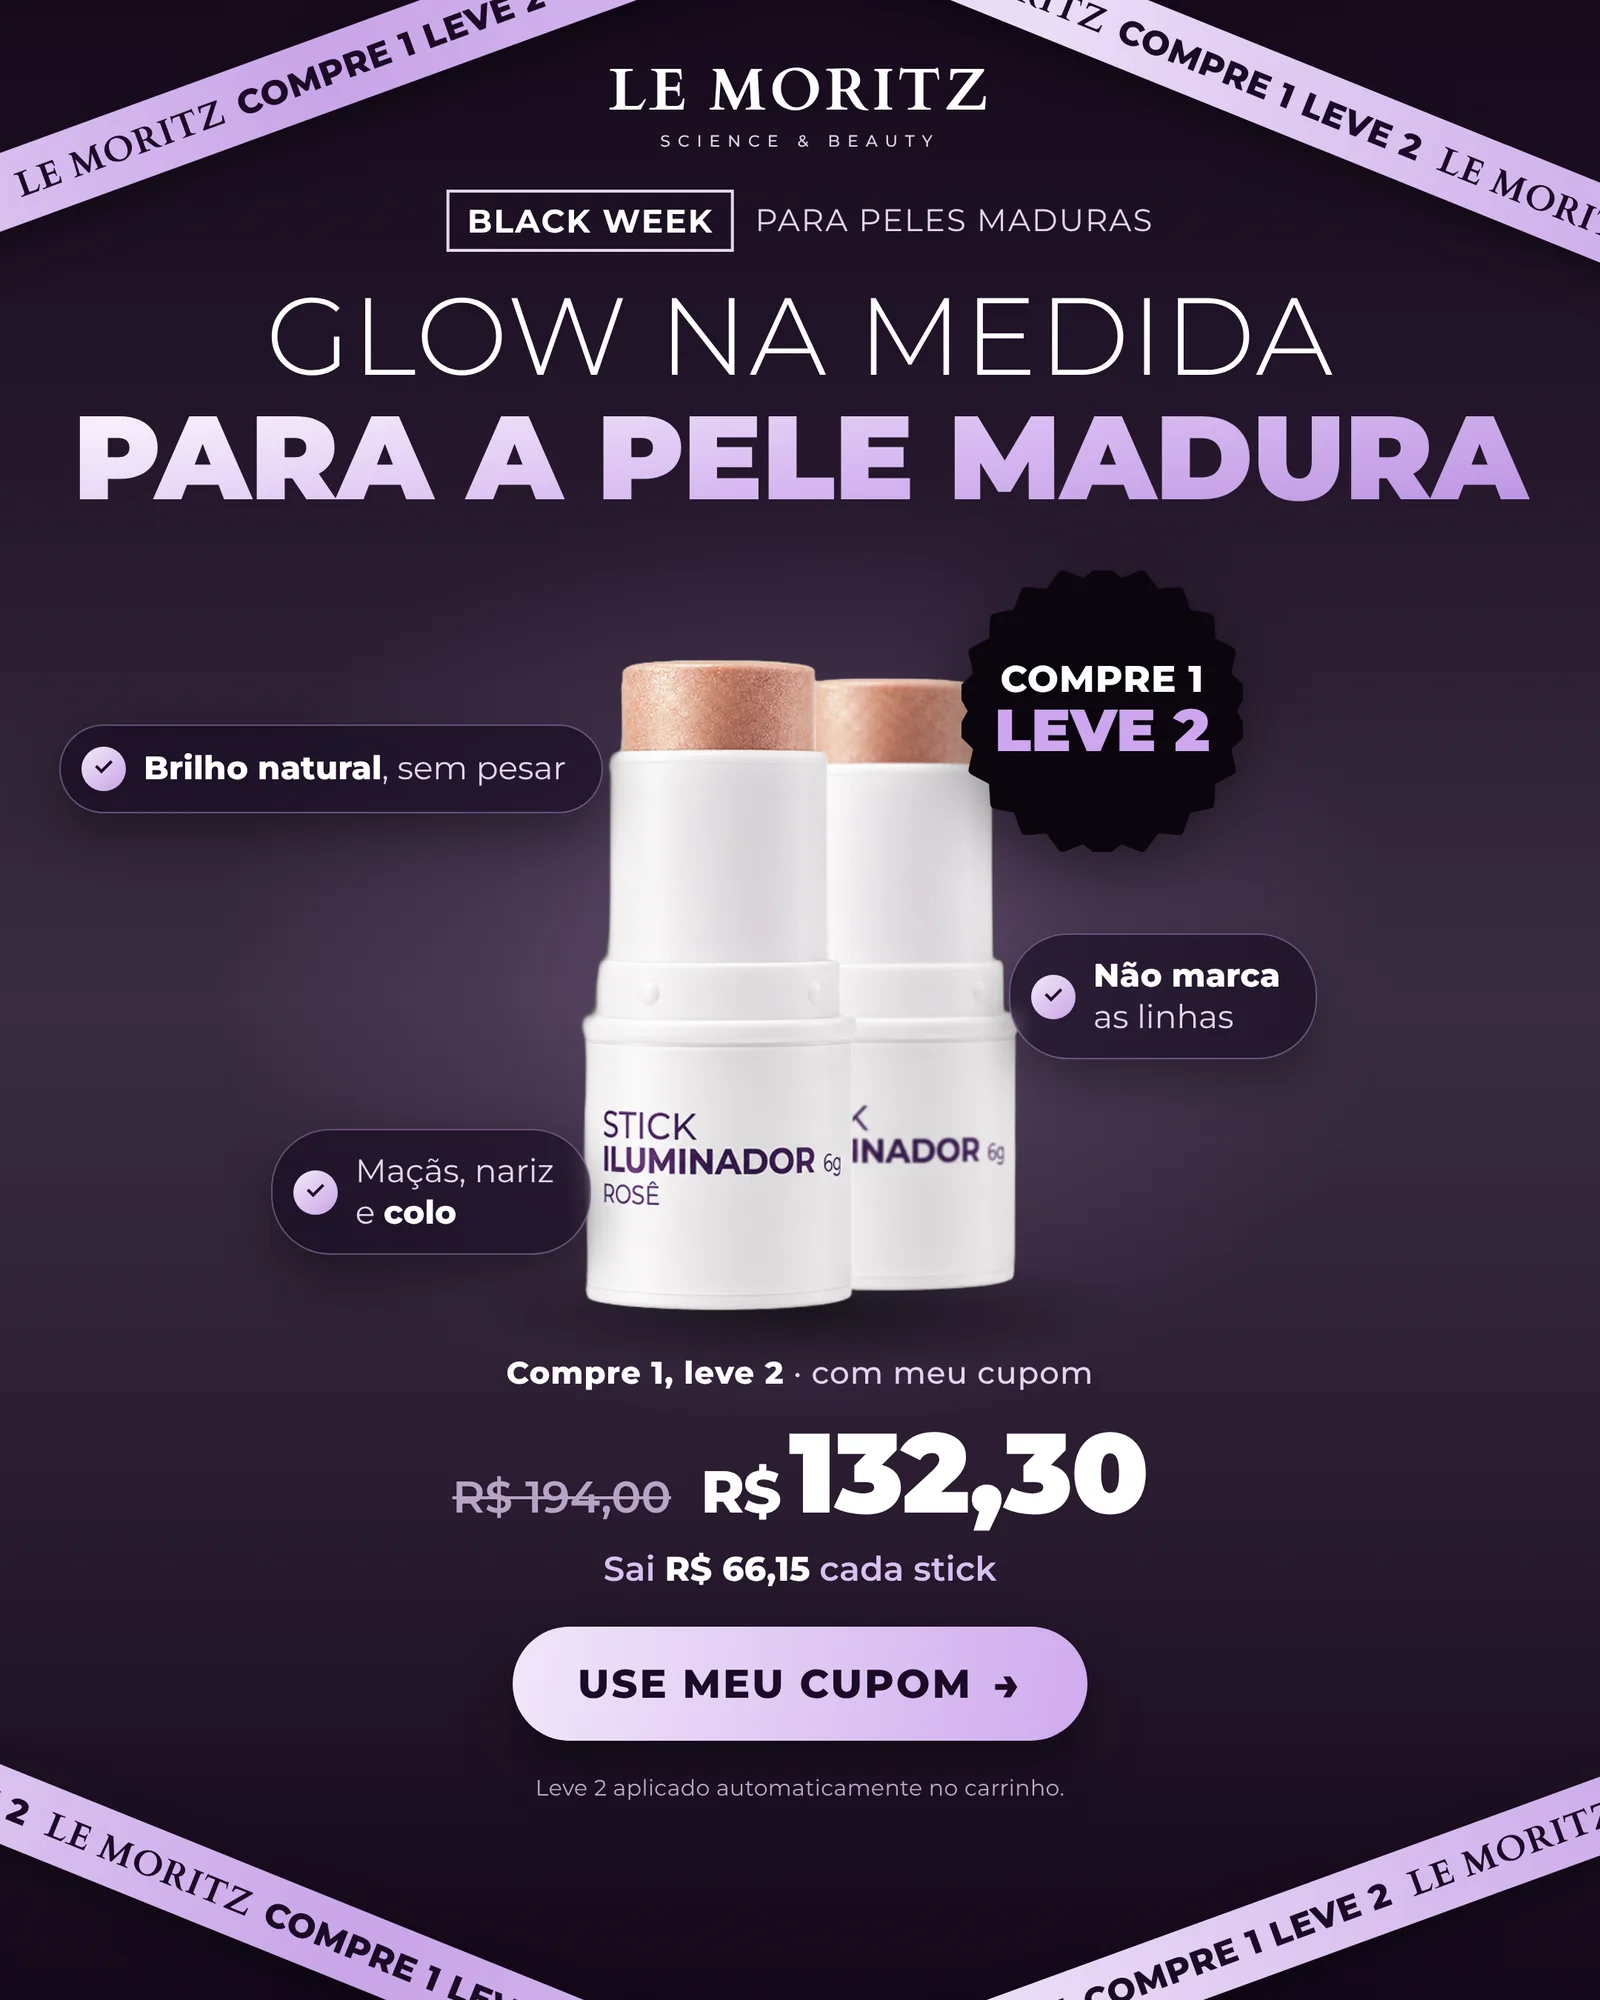 LE MORITZ COMPRE 1 LEVE 2
COMPRE 1 LEVE 2 LE MORITZ
LE MORITZ
SCIENCE & BEAUTY
BLACK WEEK PARA PELES MADURAS
GLOW NA MEDIDA
PARA A PELE MADURA
COMPRE 1
LEVE 2
Brilho natural, sem pesar
Não marca
as linhas
STICK
ILUMINADOR 6g
ROSÊ
K
INADOR 6g
Maçãs, nariz
e colo
Compre 1, leve 2 · com meu cupom
R$ 194,00 R$ 132,30
Sai R$ 66,15 cada stick
USE MEU CUPOM →
Leve 2 aplicado automaticamente no carrinho.
2 LE MORITZ COMPRE 1 LEV
COMPRE 1 LEVE 2 LE MORITZ